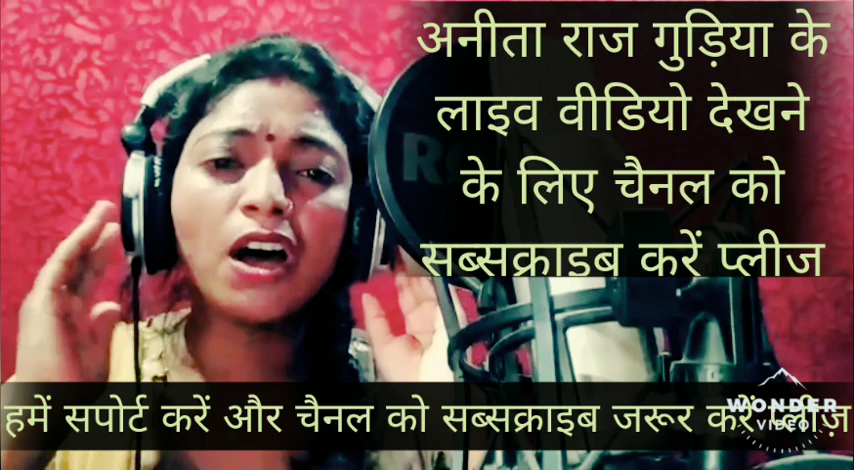 अनीता राज गुड़िया के
लाइव वीडियो देखने
के लिए चैनल को
सब्सक्राइब करें प्लीज
हमें सपोर्ट करें और चैनल को सब्सक्राइब जरूर करें प्लीज़
WONDER
VIDEO